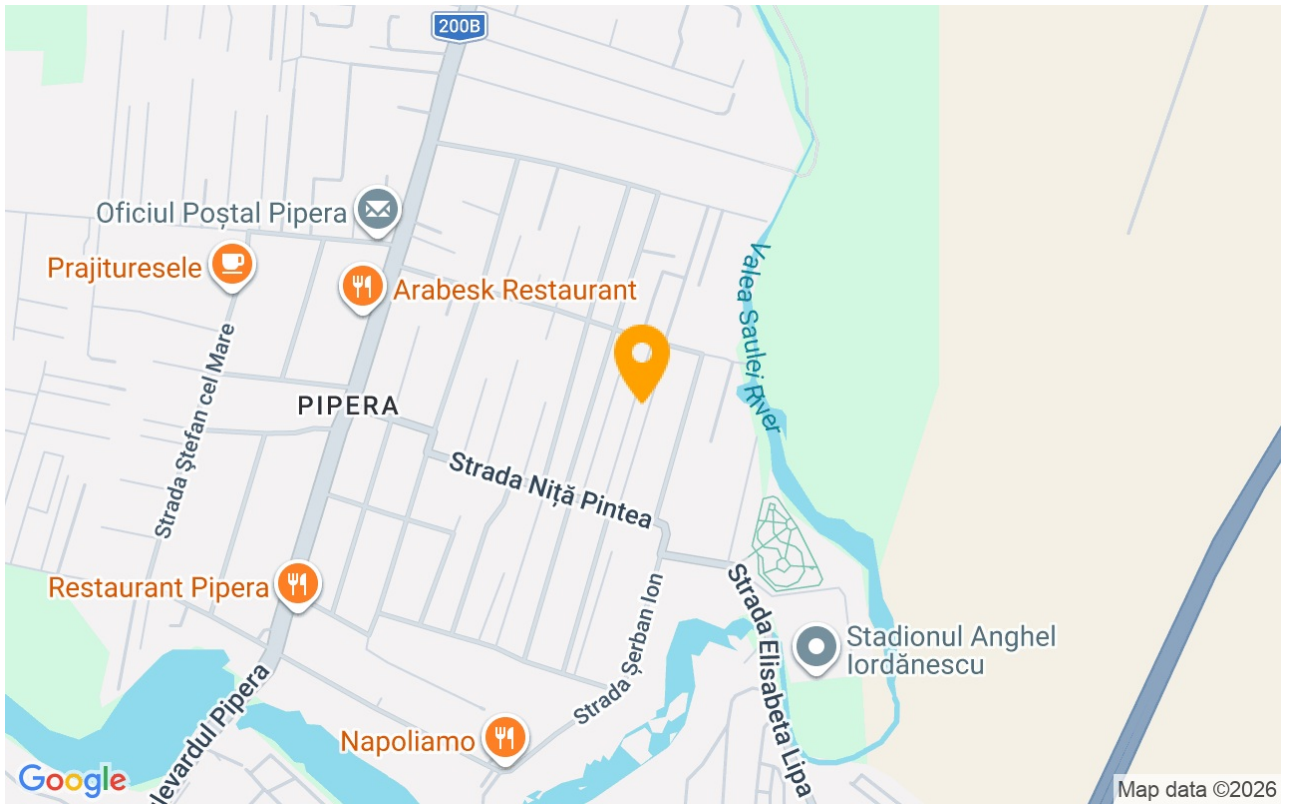 200B
Oficiul Poștal Pipera
Prajituresele
Arabesk Restaurant
Valea Saulei River
Strada Ștefan cel Mare
PIPERA
Strada Niță Pintea
Restaurant Pipera
Strada Șerban Ion
Strada Elisabeta Lipa
Stadionul Anghel
Iordănescu
levardul Pipera
Napoliamo
Google
Map data ©2026